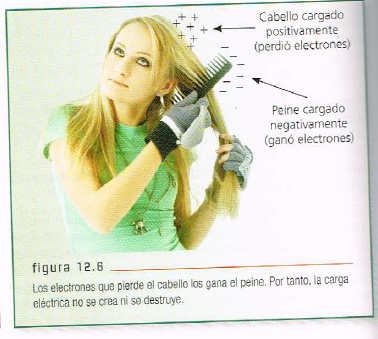 Cabello cargado
positivamente
(perdió electrones)
Peine cargado
negativamente
(ganó electrones)
figura 12.6
Los electrones que pierde el cabello los gana el peine. Por tanto, la carga
eléctrica no se crea ni se destruye.